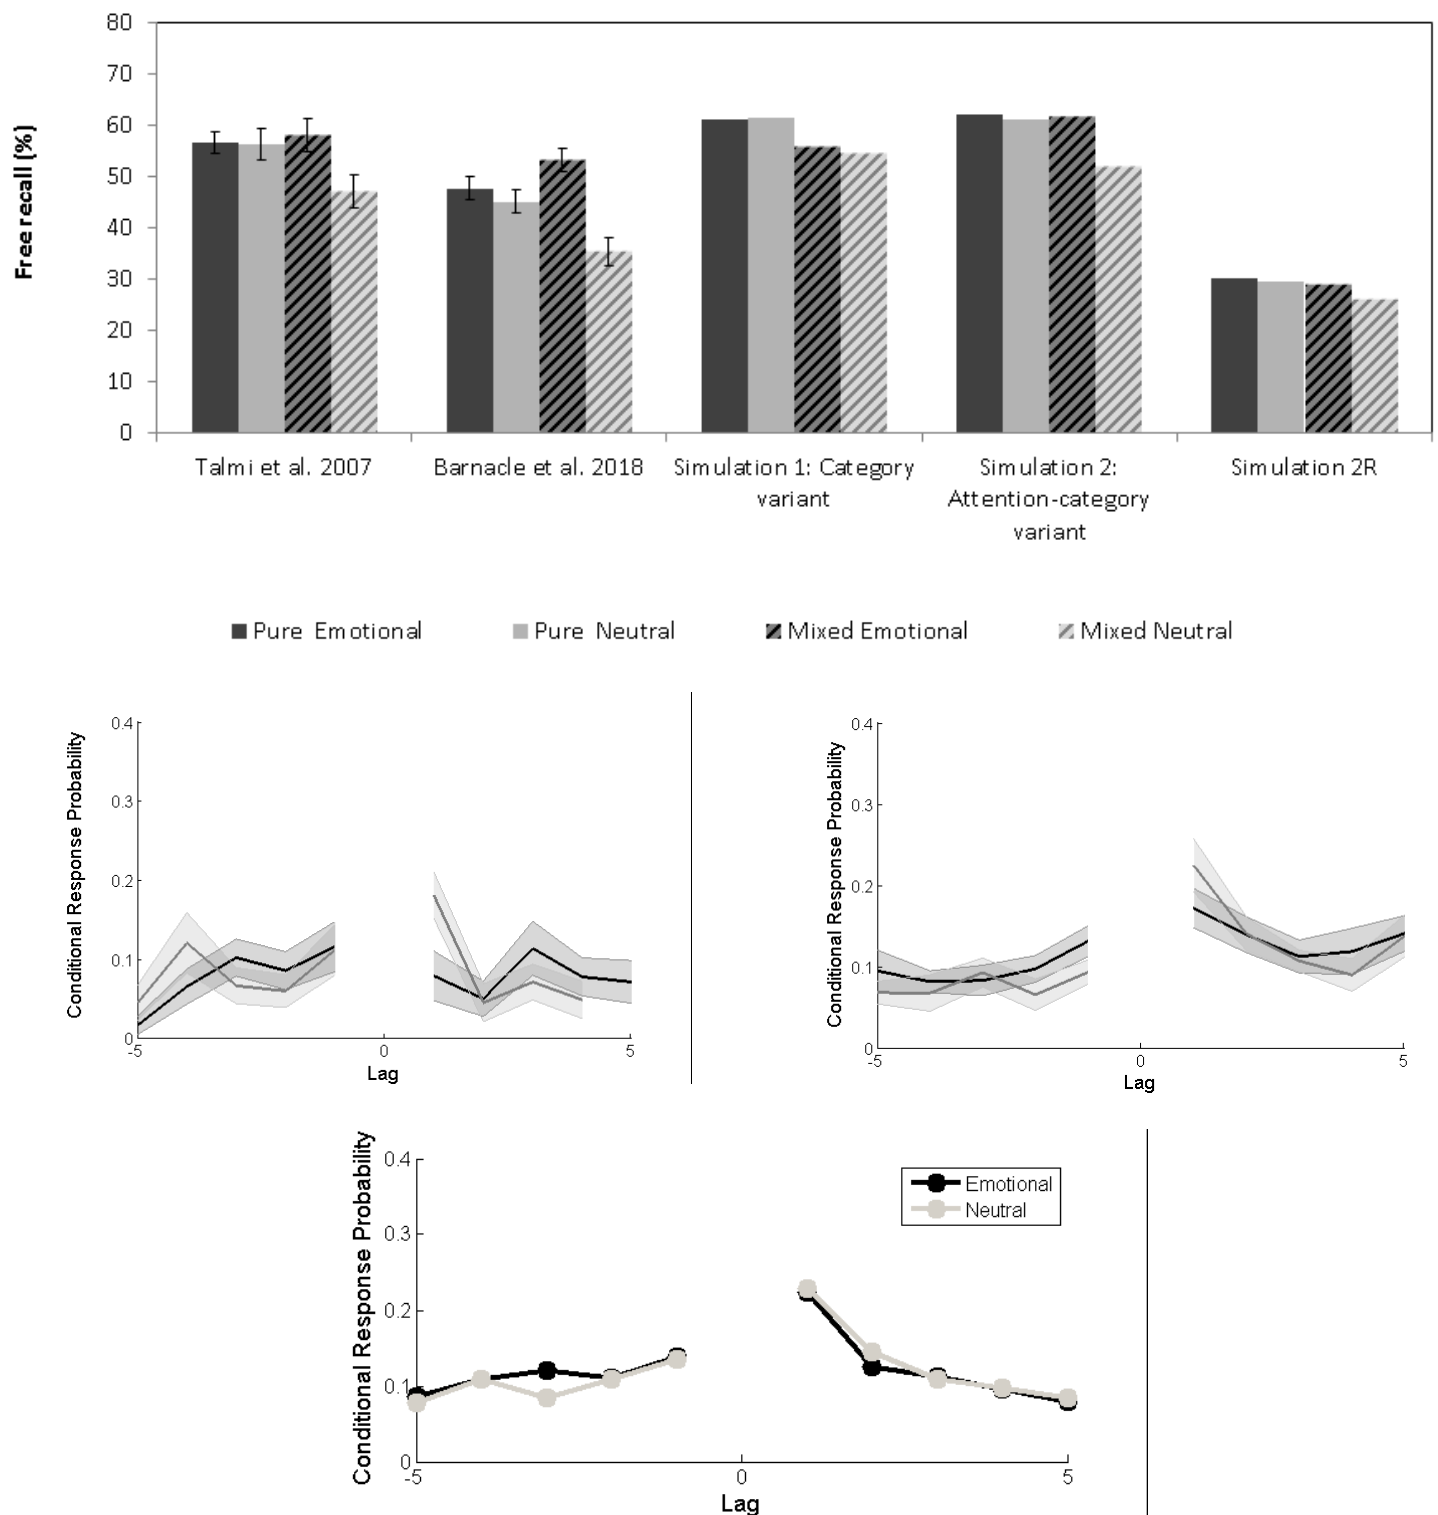 80
70
60
50
40
30
20
10
0
Free recall (%)
Talmi et al. 2007
Barnacle et al. 2018
Simulation 1: Category
variant
Simulation 2:
Attention-category
variant
Simulation 2R
Pure Emotional
Pure Neutral
Mixed Emotional
Mixed Neutral
Conditional Response Probability
0.4
0.3
0.2
0.1
0
-5
0
5
Lag
Conditional Response Probability
0.4
0.3
0.2
0.1
0
-5
0
5
Lag
Conditional Response Probability
0.4
0.3
0.2
0.1
0
-5
0
5
Lag
Emotional
Neutral